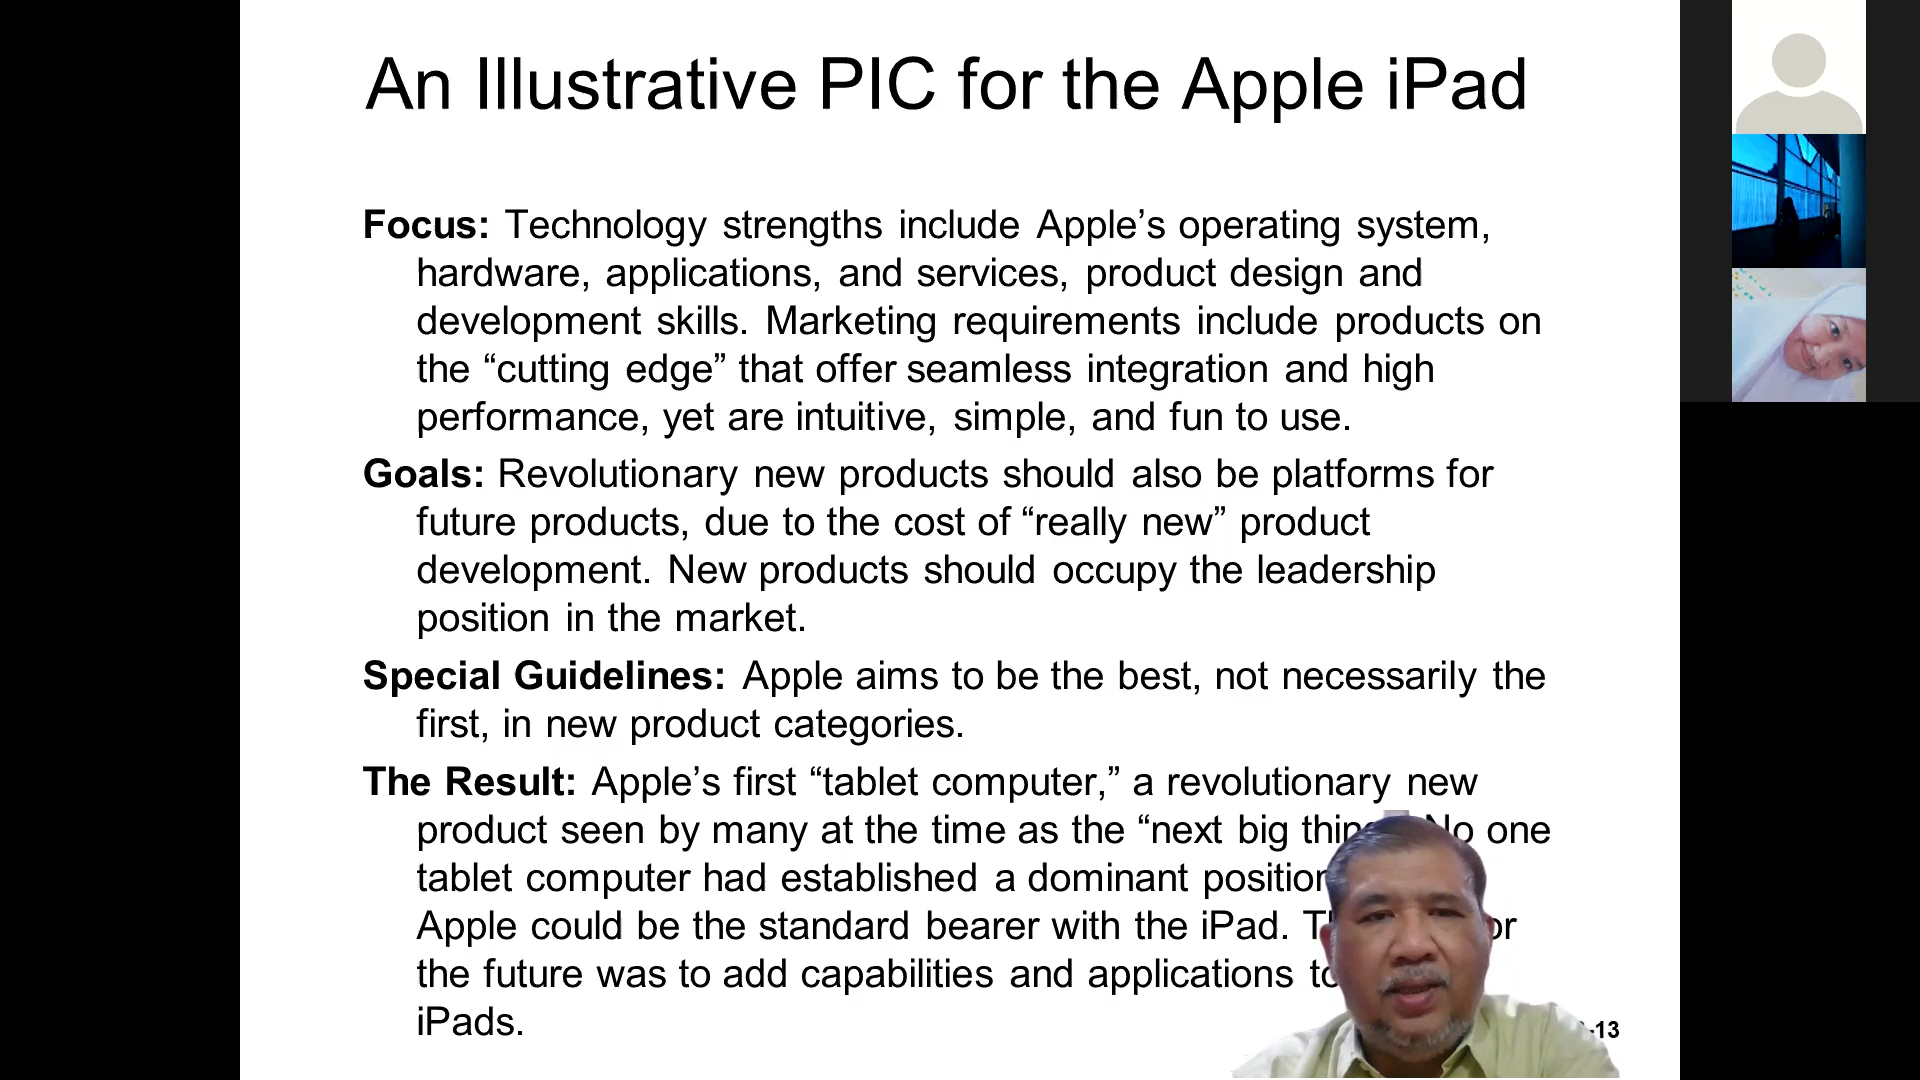 An Illustrative PIC for the Apple iPad
Focus: Technology strengths include Apple’s operating system,
hardware, applications, and services, product design and
development skills. Marketing requirements include products on
the “cutting edge” that offer seamless integration and high
performance, yet are intuitive, simple, and fun to use.
Goals: Revolutionary new products should also be platforms for
future products, due to the cost of “really new” product
development. New products should occupy the leadership
position in the market.
Special Guidelines: Apple aims to be the best, not necessarily the
first, in new product categories.
The Result: Apple’s first “tablet computer,” a revolutionary new
product seen by many at the time as the “next big thing No one
tablet computer had established a dominant position
Apple could be the standard bearer with the iPad.
the future was to add capabilities and applications
iPads.
-13